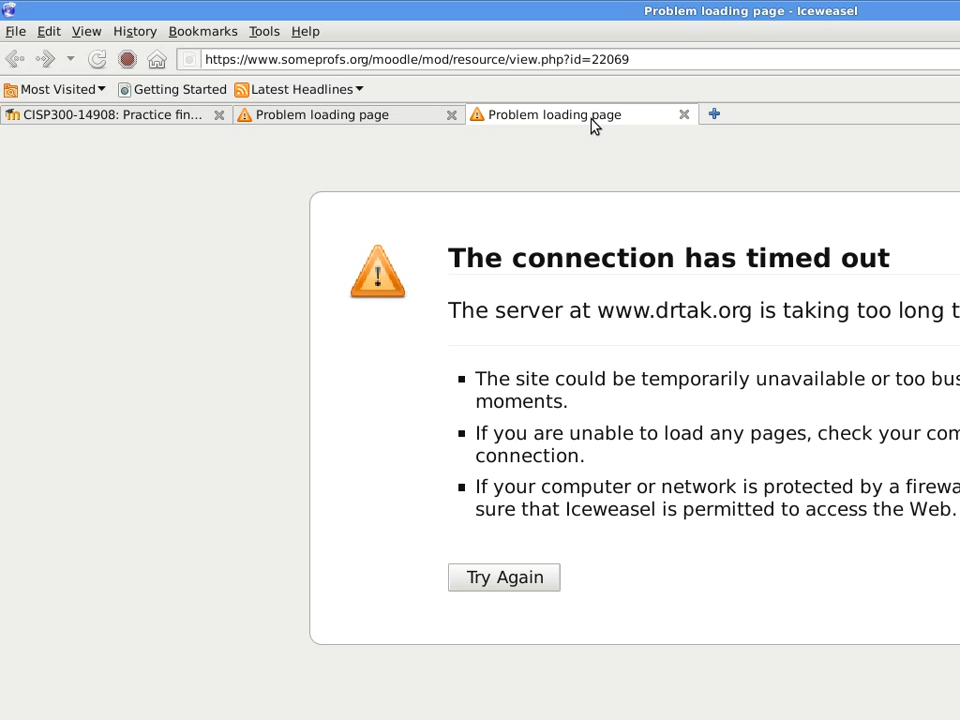 Problem loading page - Iceweasel
File Edit View History Bookmarks Tools Help
https://www.someprofs.org/moodle/mod/resource/view.php?id=22069
Most Visited Getting Started Latest Headlines
CISP300-14908: Practice fin... Problem loading page Problem loading page
The connection has timed out
The server at www.drtak.org is taking too long t
The site could be temporarily unavailable or too bus
moments.
If you are unable to load any pages, check your com
connection.
If your computer or network is protected by a firewa
sure that Iceweasel is permitted to access the Web.
Try Again